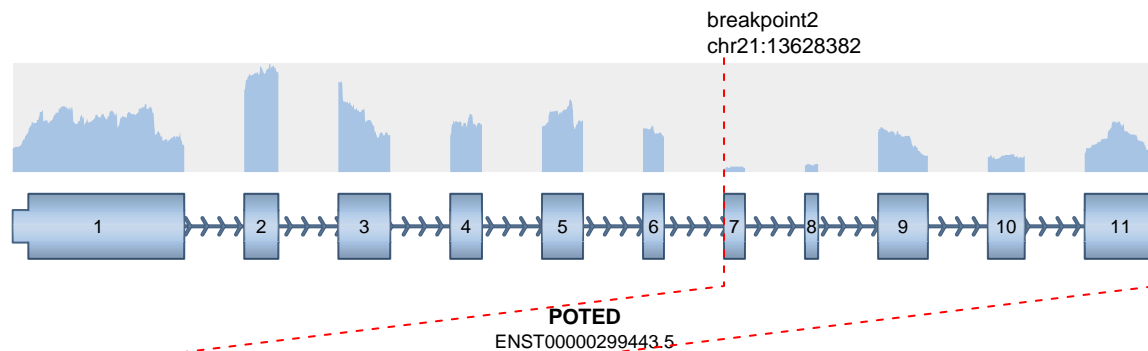 breakpoint2
chr21:13628382
1 2 3 4 5 6 7 8 9 10 11
POTED
ENST00000299443.5